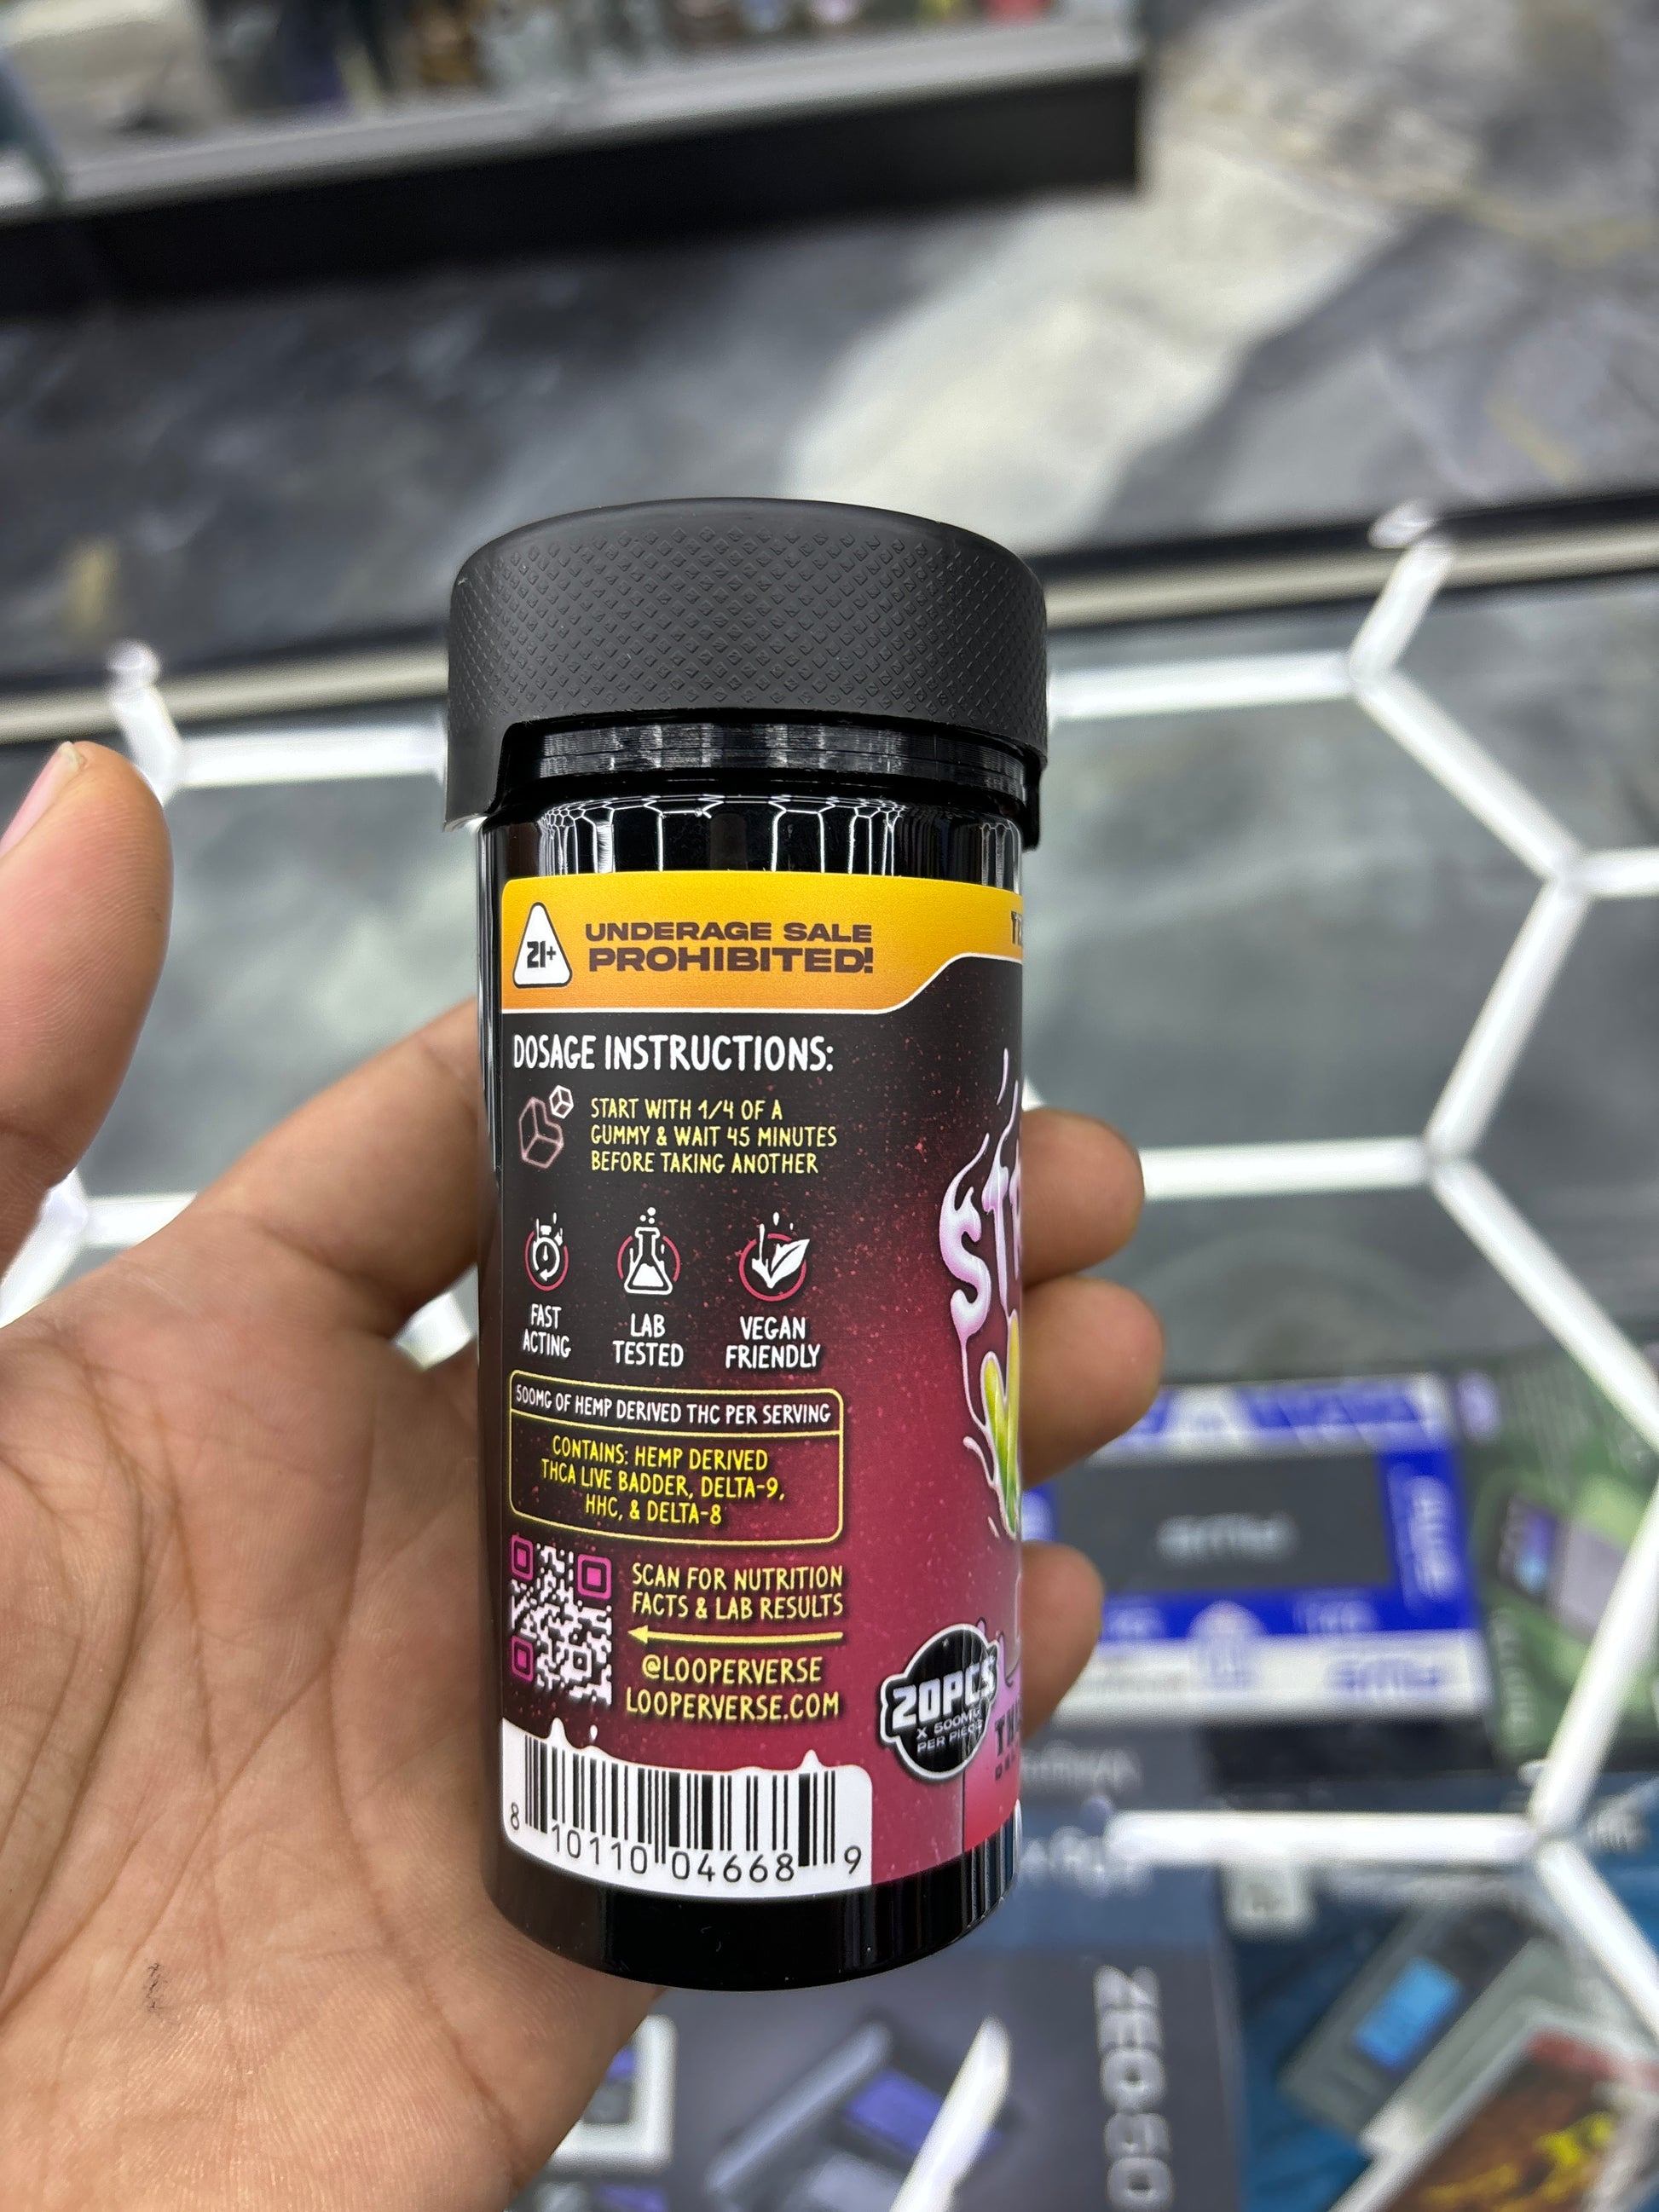 21+
UNDERAGE SALE
PROHIBITED!
DOSAGE INSTRUCTIONS:
START WITH 1/4 OF A
GUMMY & WAIT 45 MINUTES
BEFORE TAKING ANOTHER
FAST
ACTING
LAB
TESTED
VEGAN
FRIENDLY
500MG OF HEMP DERIVED THC PER SERVING
CONTAINS: HEMP DERIVED
THCA LIVE BADDER, DELTA-9,
HHC, & DELTA-8
SCAN FOR NUTRITION
FACTS & LAB RESULTS
@LOOPERVERSE
LOOPERVERSE.COM
20PCS
X 500MG
PER PIECE
8 10110 04668 9